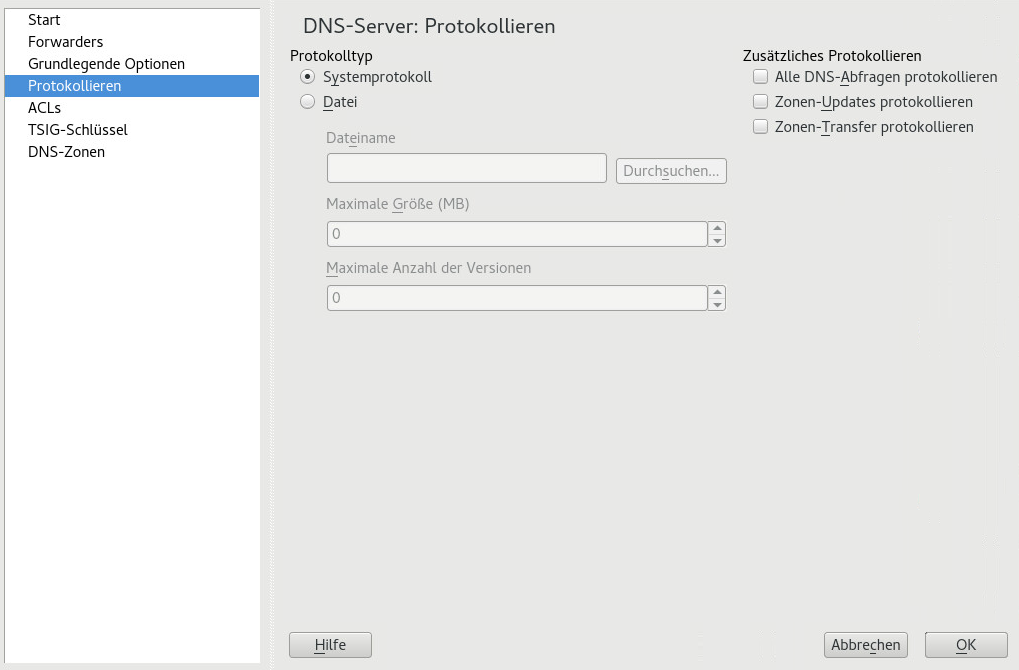 Start
Forwarders
Grundlegende Optionen
Protokollieren
ACLs
TSIG-Schlüssel
DNS-Zonen
DNS-Server: Protokollieren
Protokolltyp
Systemprotokoll
Datei
Dateiname
Durchsuchen...
Maximale Größe (MB)
0
Maximale Anzahl der Versionen
0
Zusätzliches Protokollieren
Alle DNS-Abfragen protokollieren
Zonen-Updates protokollieren
Zonen-Transfer protokollieren
Hilfe
Abbrechen
OK